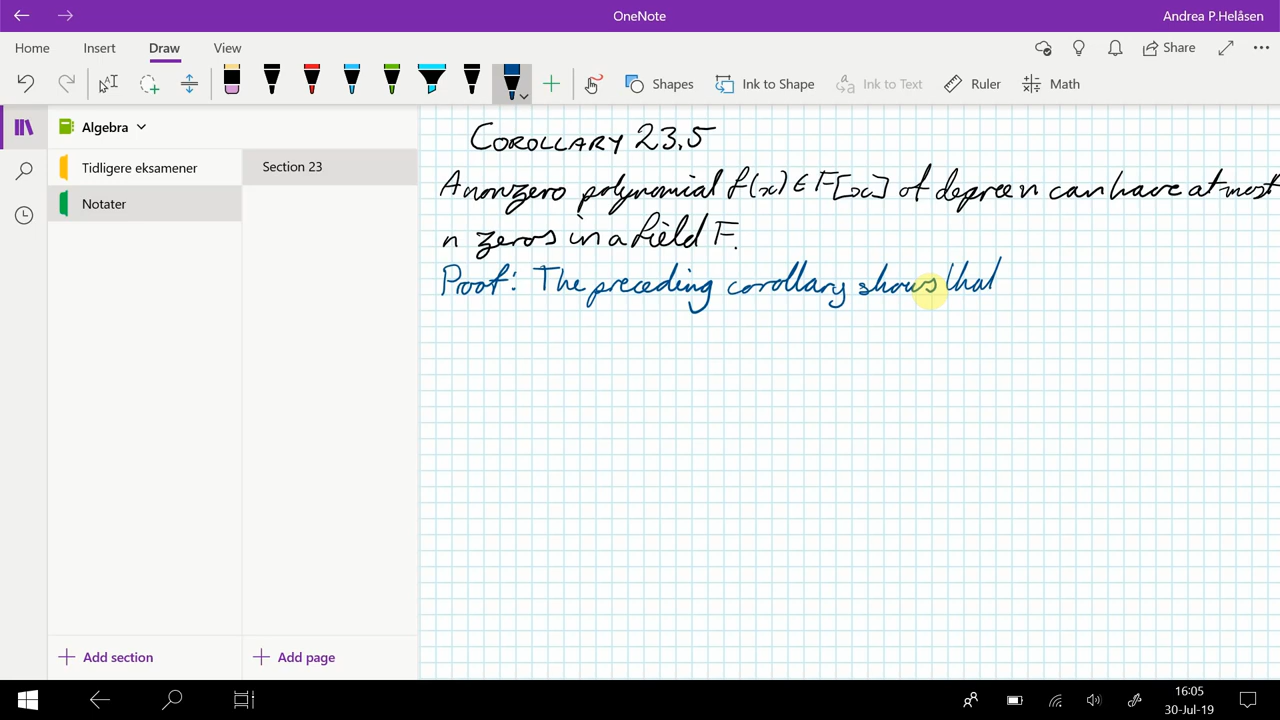 OneNote
Andrea P.Helåsen
Home Insert Draw View
Share
Shapes Ink to Shape Ink to Text Ruler Math
Algebra
Tidligere eksamener
Notater
Section 23
COROLLARY 23.5
A nonzero polynomial f(x) ∈ F[x] of degree n can have at most
n zeros in a field F.
Proof: The preceding corollary shows that
Add section
Add page
16:05
30-Jul-19